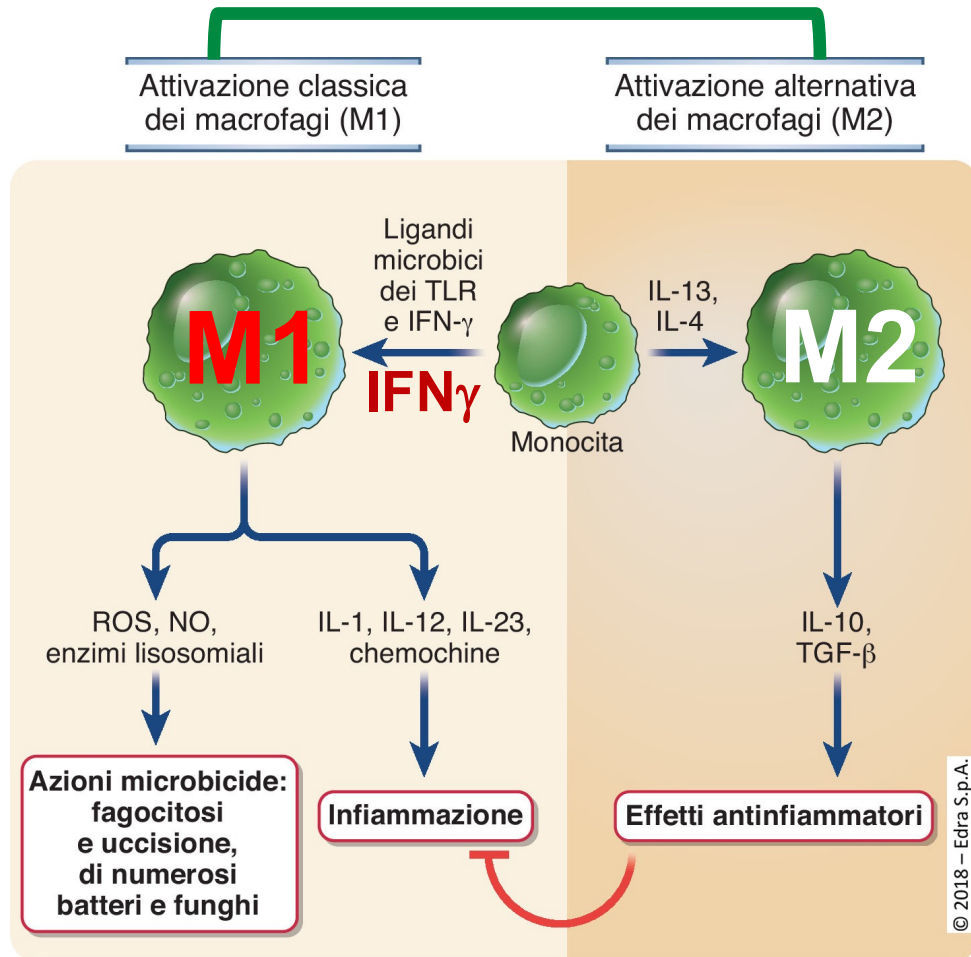 Attivazione classica
dei macrofagi (M1)
Attivazione alternativa
dei macrofagi (M2)
Ligandi
microbici
dei TLR
e IFN-γ
IFNγ
M1
Monocita
IL-13,
IL-4
M2
ROS, NO,
enzimi lisosomiali
IL-1, IL-12, IL-23,
chemochine
IL-10,
TGF-β
Azioni microbicide:
fagocitosi
e uccisione,
di numerosi
batteri e funghi
Infiammazione
Effetti antinfiammatori
© 2018 – Edra S.p.A.